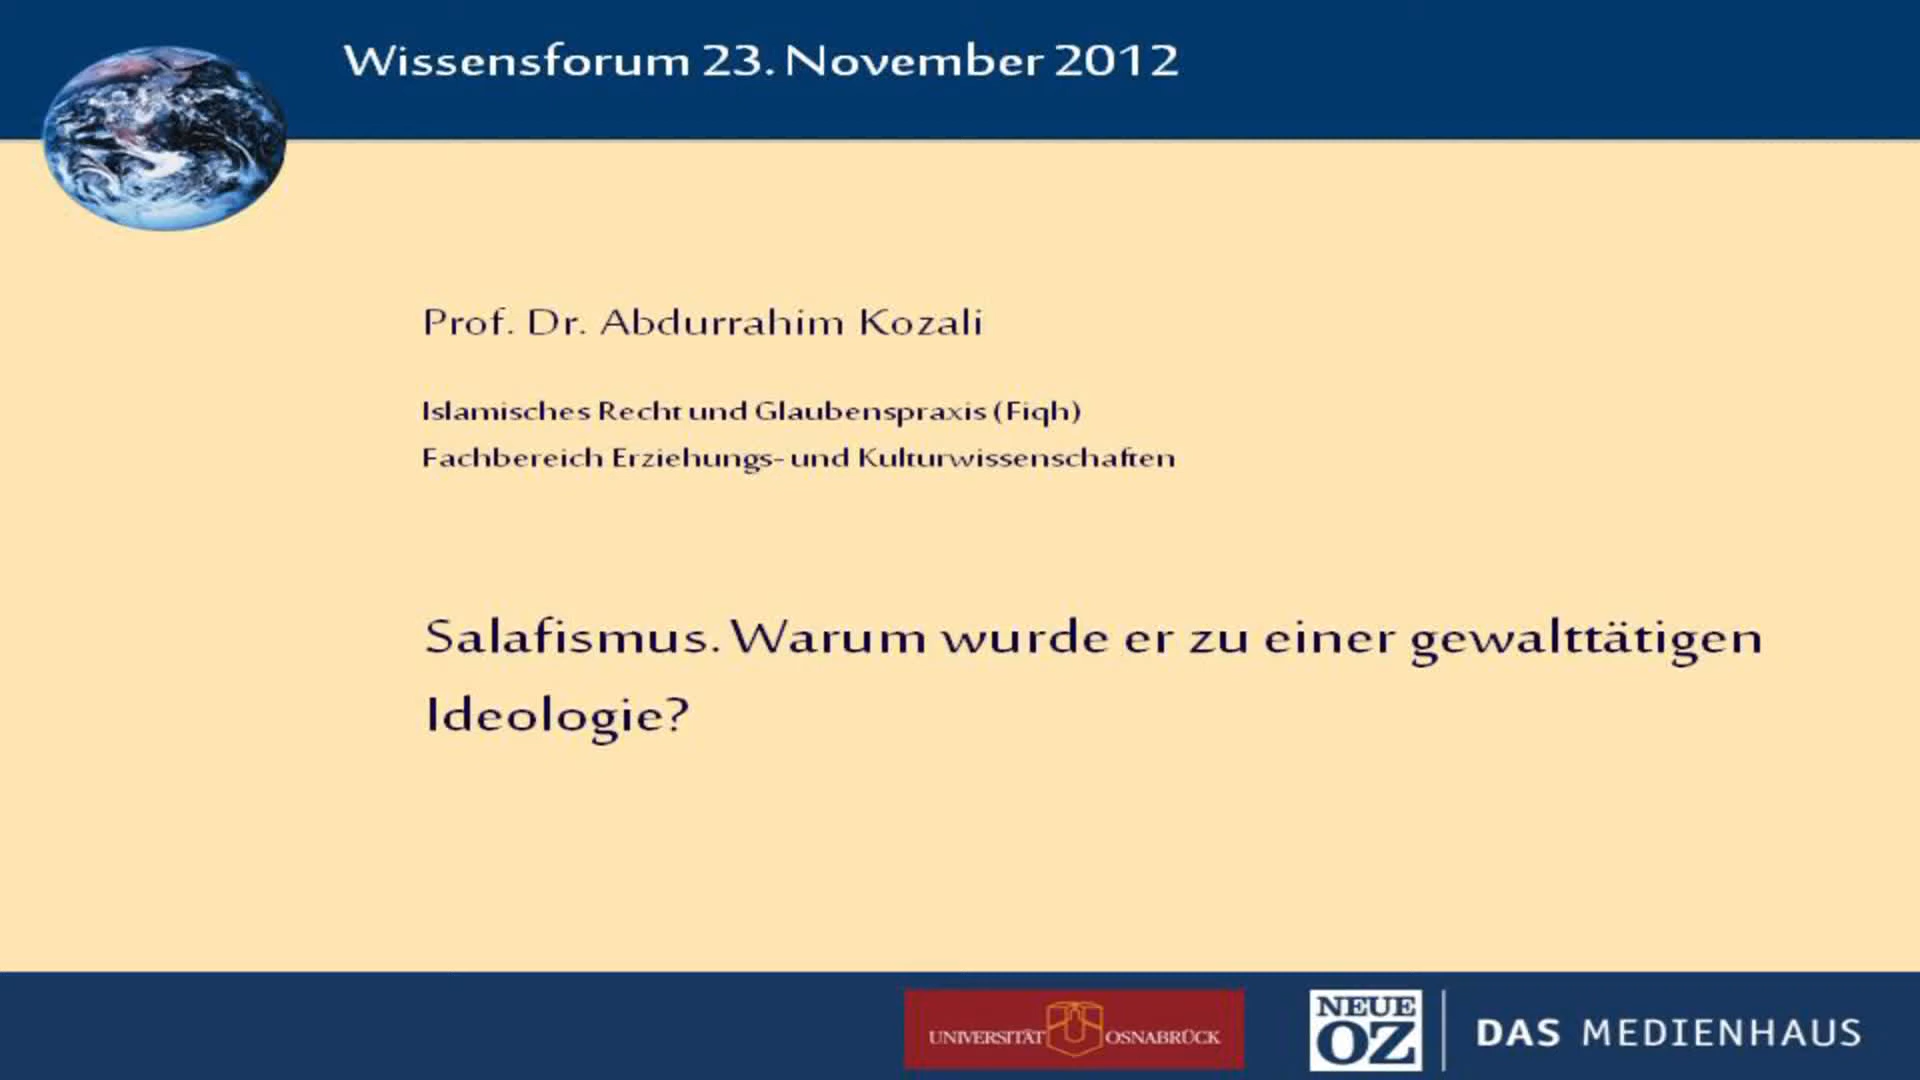 Wissensforum 23. November 2012
Prof. Dr. Abdurrahim Kozali
Islamisches Recht und Glaubenspraxis (Fiqh)
Fachbereich Erziehungs- und Kulturwissenschaften
Salafismus. Warum wurde er zu einer gewalttätigen
Ideologie?
UNIVERSITÄT OSNABRÜCK
NEUE
OZ
DAS MEDIENHAUS